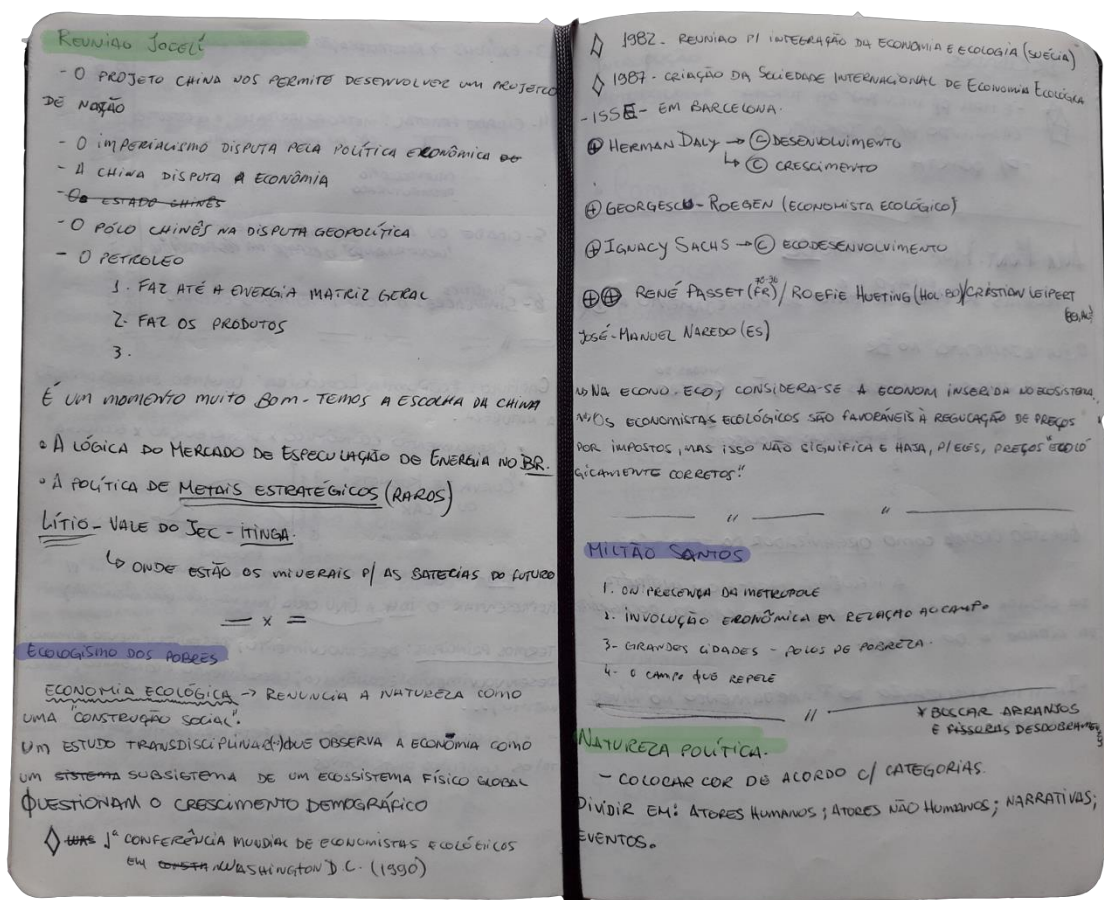 REUNIÃO JOCELI
- O PROJETO CHINA NOS PERMITE DESENVOLVER UM PROJETO
DE NAÇÃO
- O IMPERIALISMO DISPUTA PELA POLÍTICA ECONÔMICA DO
- A CHINA DISPUTA A ECONÔMIA
- O ESTADO CHINÊS
- O PÓLO CHINÊS NA DISPUTA GEOPOLÍTICA
- O PETROLEO
1. FAZ ATÉ A ENERGIA MATRIZ GERAL
2. FAZ OS PRODUTOS
3.
É UM MOMENTO MUITO BOM - TEMOS A ESCOLHA DA CHINA
• A LÓGICA DO MERCADO DE ESPECULAÇÃO DE ENERGIA NO BR.
• A POLÍTICA DE METAIS ESTRATÉGICOS (RAROS)
LÍTIO - VALE DO JEC - ITINGA.
↳ ONDE ESTÃO OS MINERAIS P/ AS BATERIAS DO FUTURO
— x =
ECOLOGISMO DOS POBRES
ECONOMIA ECOLÓGICA -> RENUNCIA A NATUREZA COMO
UMA "CONSTRUÇÃO SOCIAL".
UM ESTUDO TRANSDISCIPLINAR QUE OBSERVA A ECONÔMIA COMO
UM SISTEMA SUBSISTEMA DE UM ECOSSISTEMA FÍSICO GLOBAL
QUESTIONAM O CRESCIMENTO DEMOGRÁFICO
◊ WAS 1ª CONFERÊNCIA MUNDIAL DE ECONOMISTAS ECOLÓGICOS
EM WASHINGTON D.C. (1990)
◊ 1982 - REUNIÃO P/ INTEGRAÇÃO DA ECONOMIA E ECOLOGIA (SUÉCIA)
◊ 1987 - CRIAÇÃO DA SOCIEDADE INTERNACIONAL DE ECONOMIA ECOLÓGICA
- ISSE - EM BARCELONA.
⊕ HERMAN DALY → © DESENVOLVIMENTO
↳ © CRESCIMENTO
⊕ GEORGESCU - ROEGEN (ECONOMISTA ECOLÓGICO)
⊕ IGNACY SACHS → © ECODESENVOLVIMENTO
⊕⊕ RENÉ PASSET (FR) / ROEFIE HUETING (HOL) / CRISTIAN LEIPERT
JOSÉ - MANUEL NAREDO (ES)
NA ECONO. ECO, CONSIDERA-SE A ECONOM INSERIDA NO ECOSISTEMA.
OS ECONOMISTAS ECOLÓGICOS SÃO FAVORÁVEIS À REGULAÇÃO DE PREÇOS
POR IMPOSTOS, MAS ISSO NÃO SIGNIFICA E HAJA, P/ ELES, PREÇOS "ECOLÓ
GICAMENTE CORRETOS".
— // — // —
MILTÃO SANTOS
1. ONIPRESENÇA DA METROPOLE
2. INVOLUÇÃO ECONÔMICA EM RELAÇÃO AO CAMPO
3- GRANDES CIDADES - POLOS DE POBREZA.
4- O CAMPO QUE REPELE
— // —
* BUSCAR ARRANJOS
E FISSURAS
NATUREZA POLÍTICA.
- COLOCAR COR DE ACORDO C/ CATEGORIAS.
DIVIDIR EM: ATORES HUMANOS; ATORES NÃO HUMANOS; NARRATIVAS;
EVENTOS.